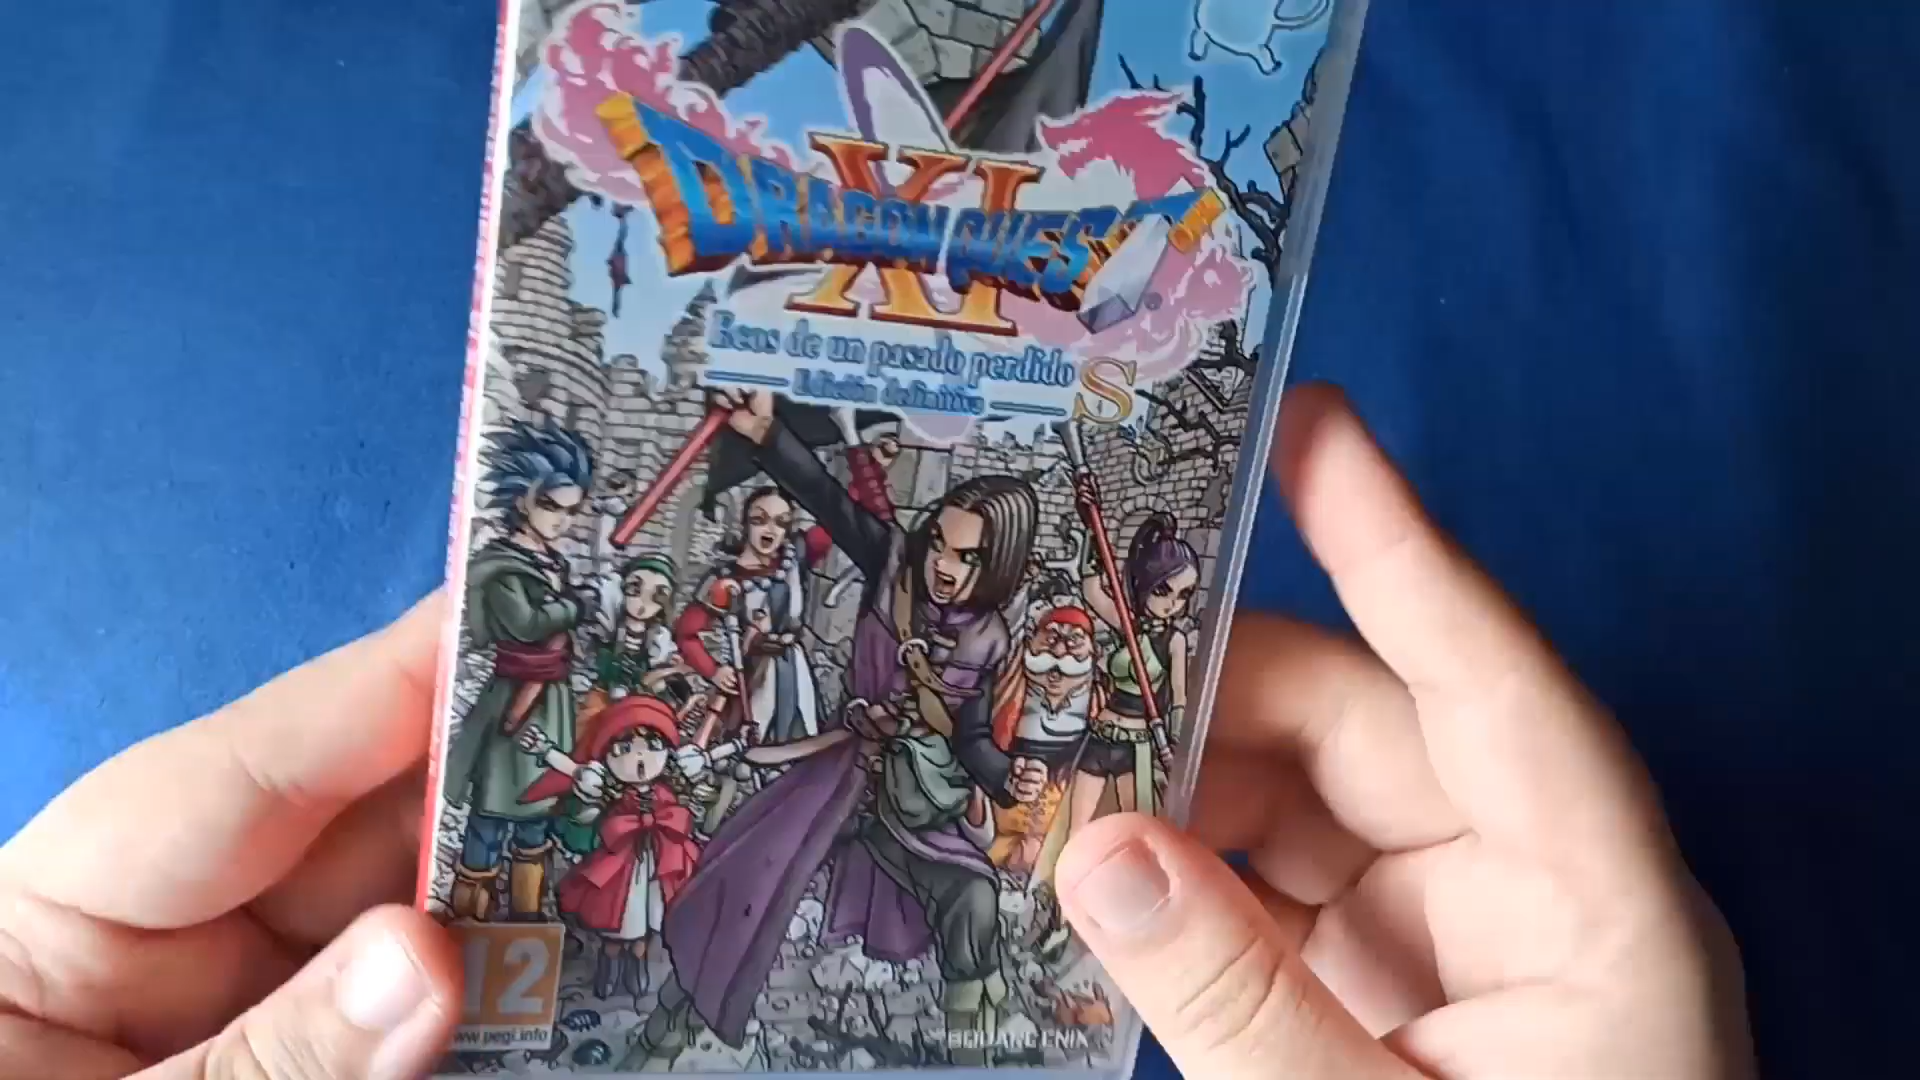 XI
DRAGON QUEST
Ecos de un pasado perdido
Edición definitiva
S
12
www.pegi.info
SQUARE ENIX